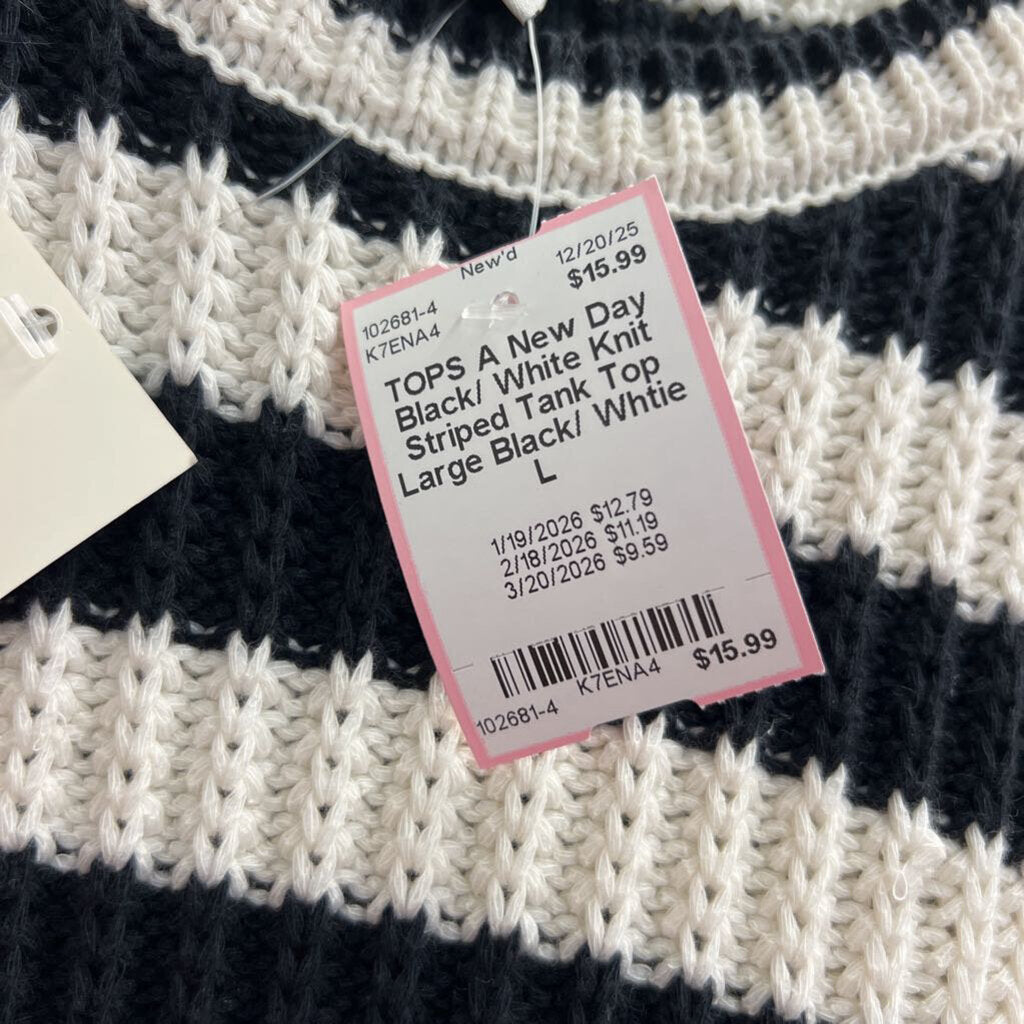 New'd
12/20/25
102681-4
$15.99
K7ENA4
TOPS A New Day
Black/ White Knit
Striped Tank Top
Large Black/ Whtie
L
1/19/2026 $12.79
2/18/2026 $11.19
3/20/2026 $9.59
K7ENA4
$15.99
102681-4